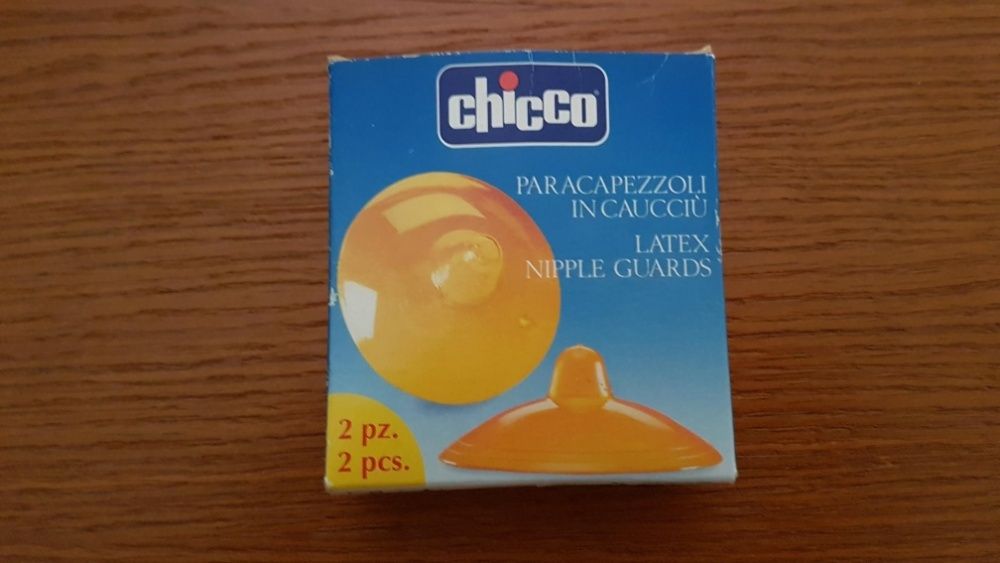 chicco
PARACAPEZZOLI
IN CAUCCIÙ
LATEX
NIPPLE GUARDS
2 pz.
2 pcs.